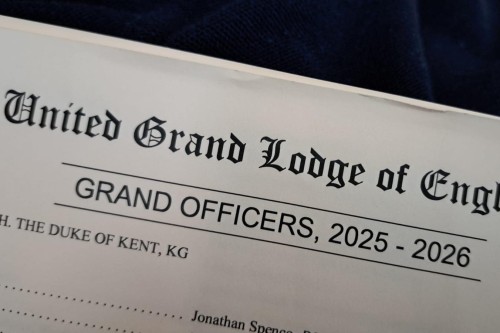 United Grand Lodge of Engl
GRAND OFFICERS, 2025 - 2026
H. THE DUKE OF KENT, KG
Jonathan Spence